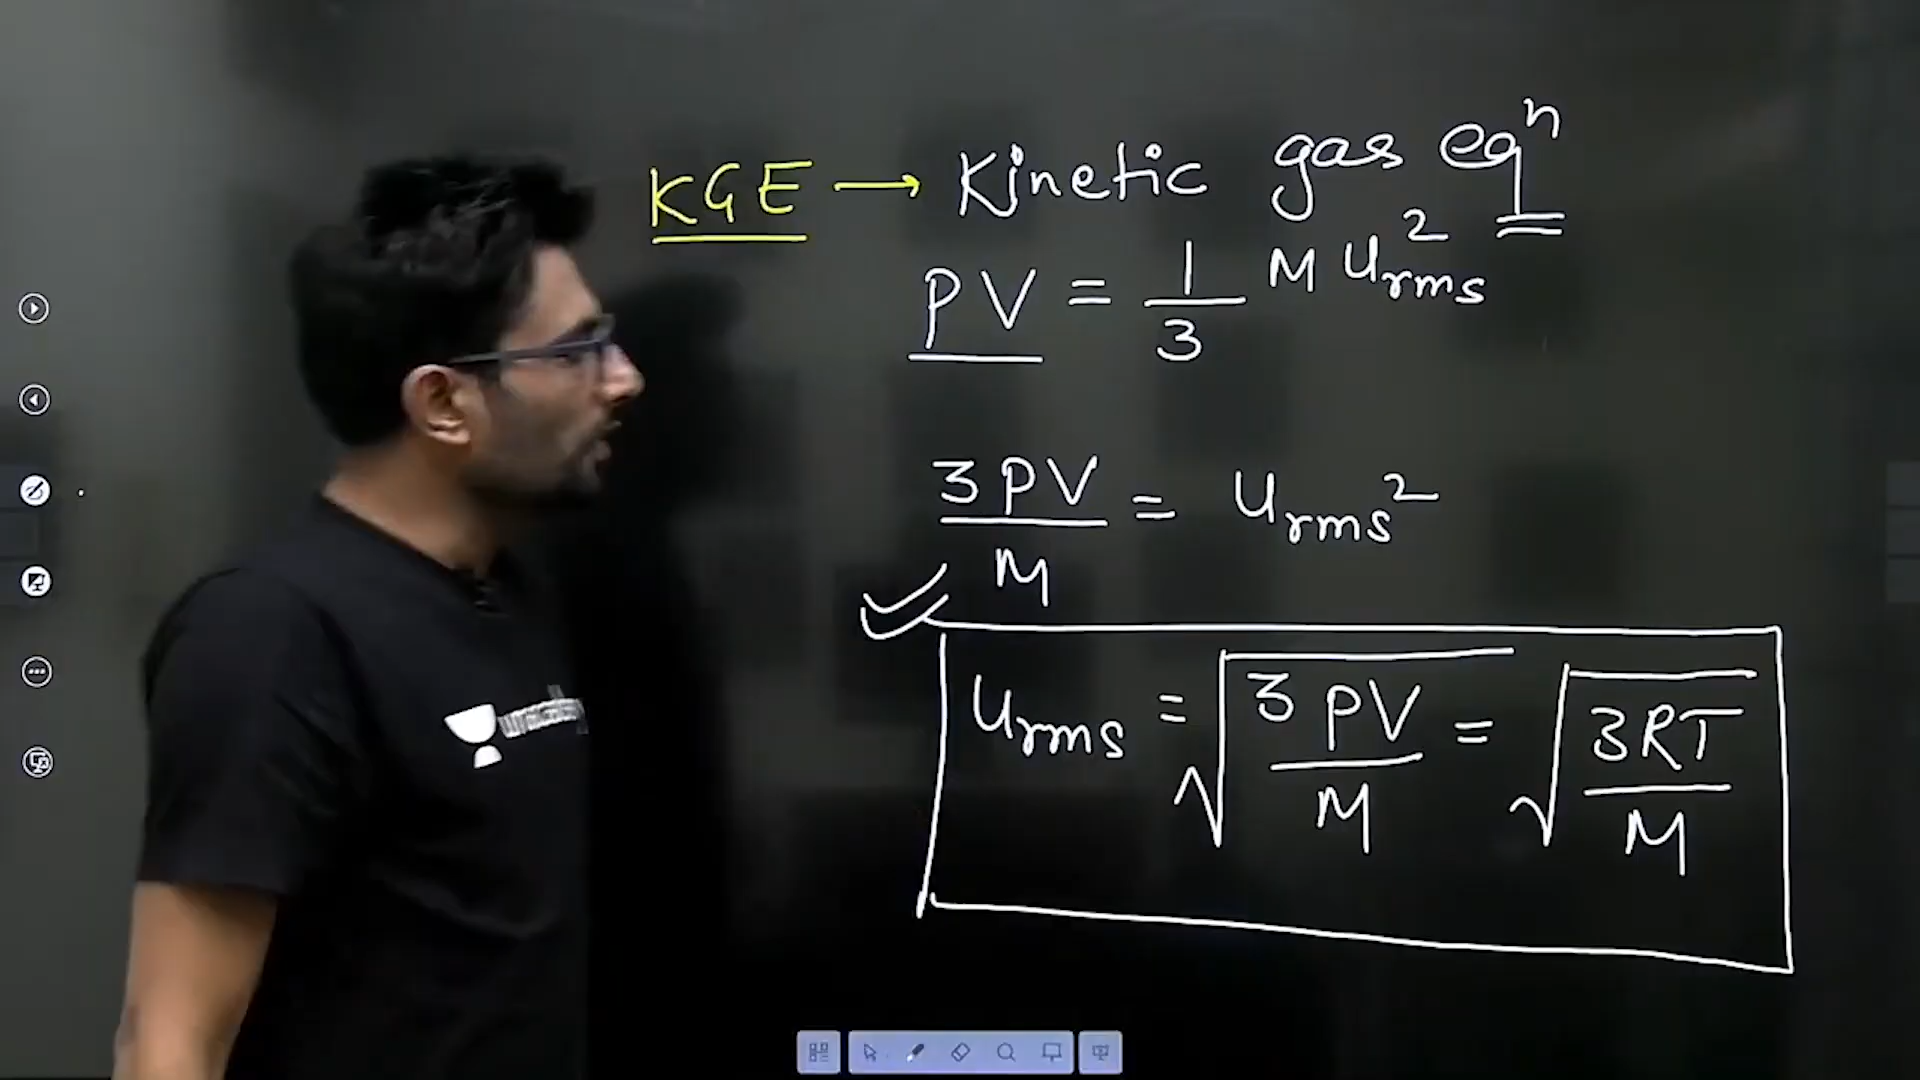 KGE → Kinetic gas eqⁿ
PV = 1/3 M Urms²
3PV/M = Urms²
Urms = √(3PV/M) = √(3RT/M)